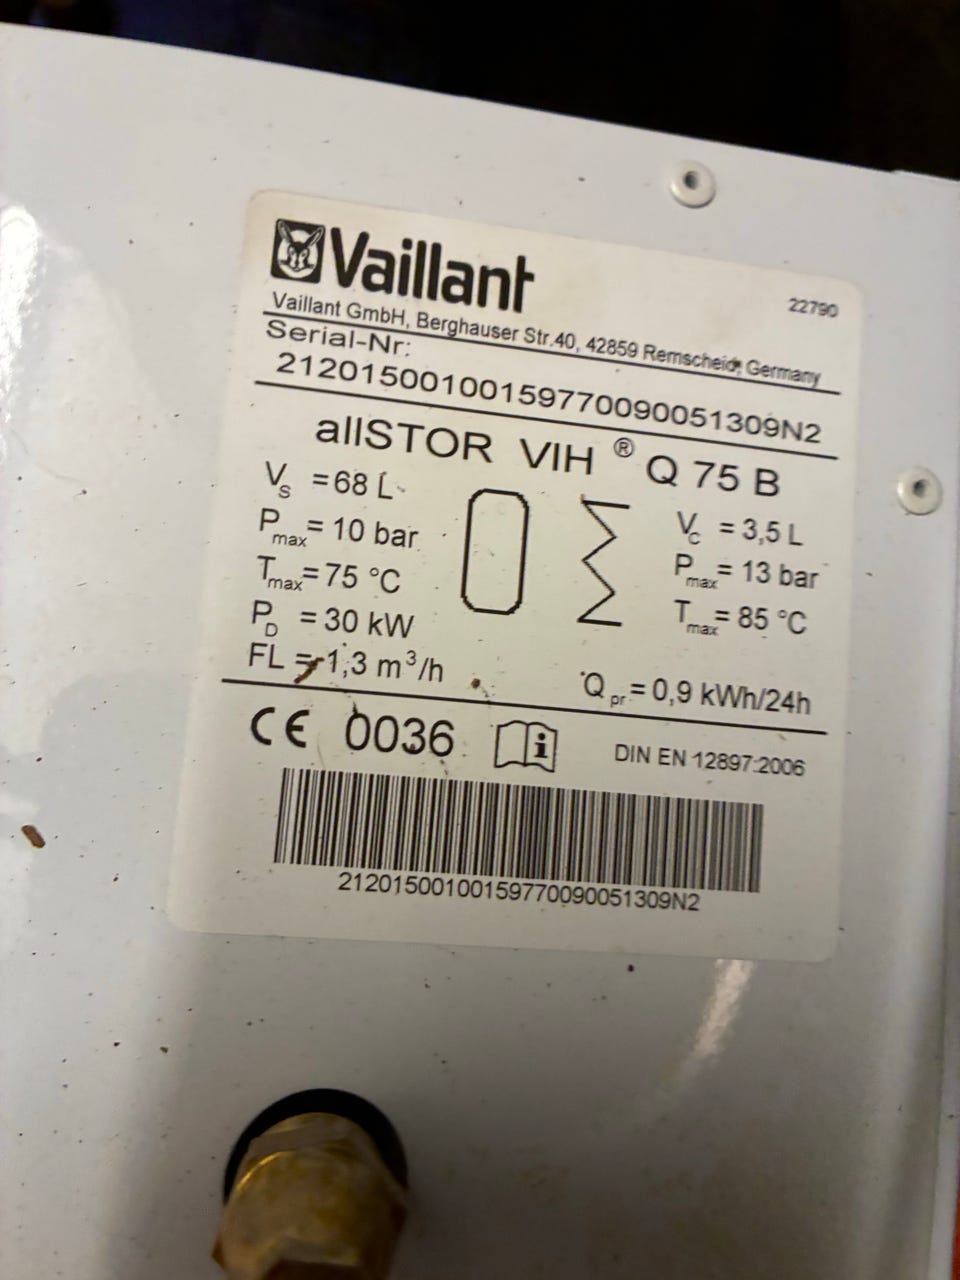 Vaillant
22790
Vaillant GmbH, Berghauser Str.40, 42859 Remscheid, Germany
Serial-Nr:
21201500100159770090051309N2
allSTOR VIH ® Q 75 B
Vs = 68 L
Pmax = 10 bar
Tmax = 75 °C
PD = 30 kW
FL = 1,3 m³/h
Vc = 3,5 L
Pmax = 13 bar
Tmax = 85 °C
Qpr = 0,9 kWh/24h
CE 0036
i
DIN EN 12897:2006
21201500100159770090051309N2